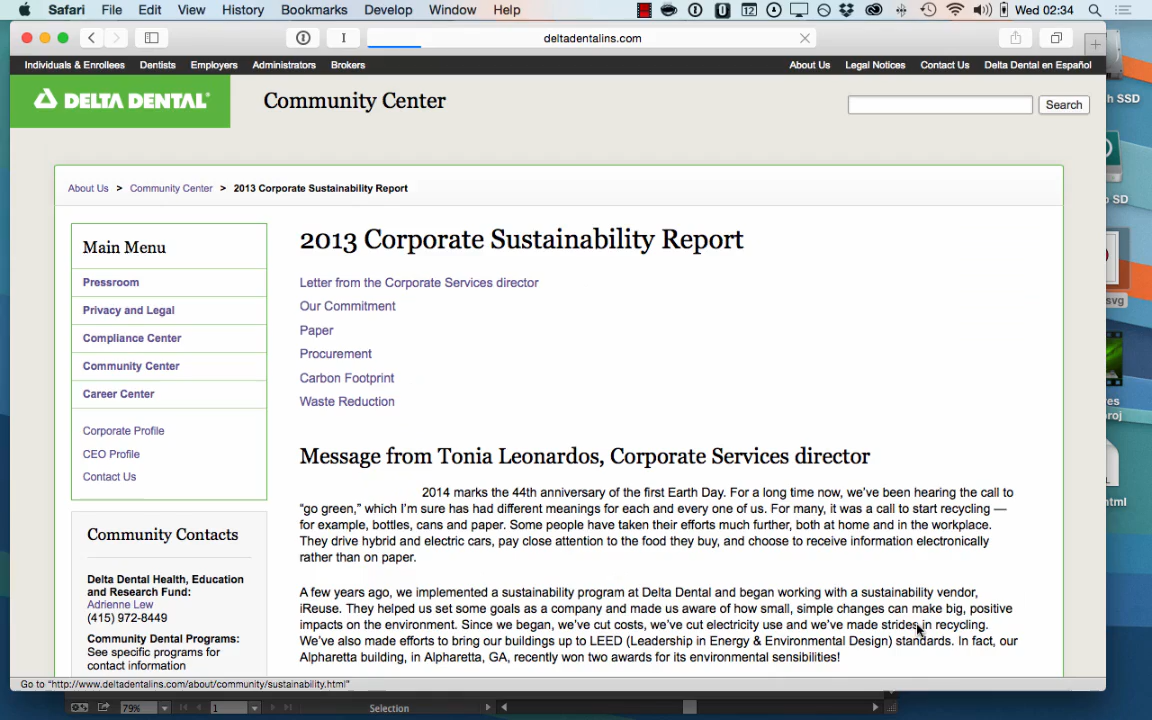 Safari File Edit View History Bookmarks Develop Window Help Wed 02:34
deltadentalins.com
Individuals & Enrollees Dentists Employers Administrators Brokers About Us Legal Notices Contact Us Delta Dental en Español
DELTA DENTAL Community Center Search
About Us > Community Center > 2013 Corporate Sustainability Report
Main Menu
Pressroom
Privacy and Legal
Compliance Center
Community Center
Career Center
Corporate Profile
CEO Profile
Contact Us
Community Contacts
Delta Dental Health, Education
and Research Fund:
Adrienne Lew
(415) 972-8449
Community Dental Programs:
See specific programs for
contact information
2013 Corporate Sustainability Report
Letter from the Corporate Services director
Our Commitment
Paper
Procurement
Carbon Footprint
Waste Reduction
Message from Tonia Leonardos, Corporate Services director
2014 marks the 44th anniversary of the first Earth Day. For a long time now, we've been hearing the call to
"go green," which I'm sure has had different meanings for each and every one of us. For many, it was a call to start recycling —
for example, bottles, cans and paper. Some people have taken their efforts much further, both at home and in the workplace.
They drive hybrid and electric cars, pay close attention to the food they buy, and choose to receive information electronically
rather than on paper.
A few years ago, we implemented a sustainability program at Delta Dental and began working with a sustainability vendor,
iReuse. They helped us set some goals as a company and made us aware of how small, simple changes can make big, positive
impacts on the environment. Since we began, we've cut costs, we've cut electricity use and we've made strides in recycling.
We've also made efforts to bring our buildings up to LEED (Leadership in Energy & Environmental Design) standards. In fact, our
Alpharetta building, in Alpharetta, GA, recently won two awards for its environmental sensibilities!
Go to "http://www.deltadentalins.com/about/community/sustainability.html"
79% 1 Selection
h SSD
SD
svg
es
roj
html